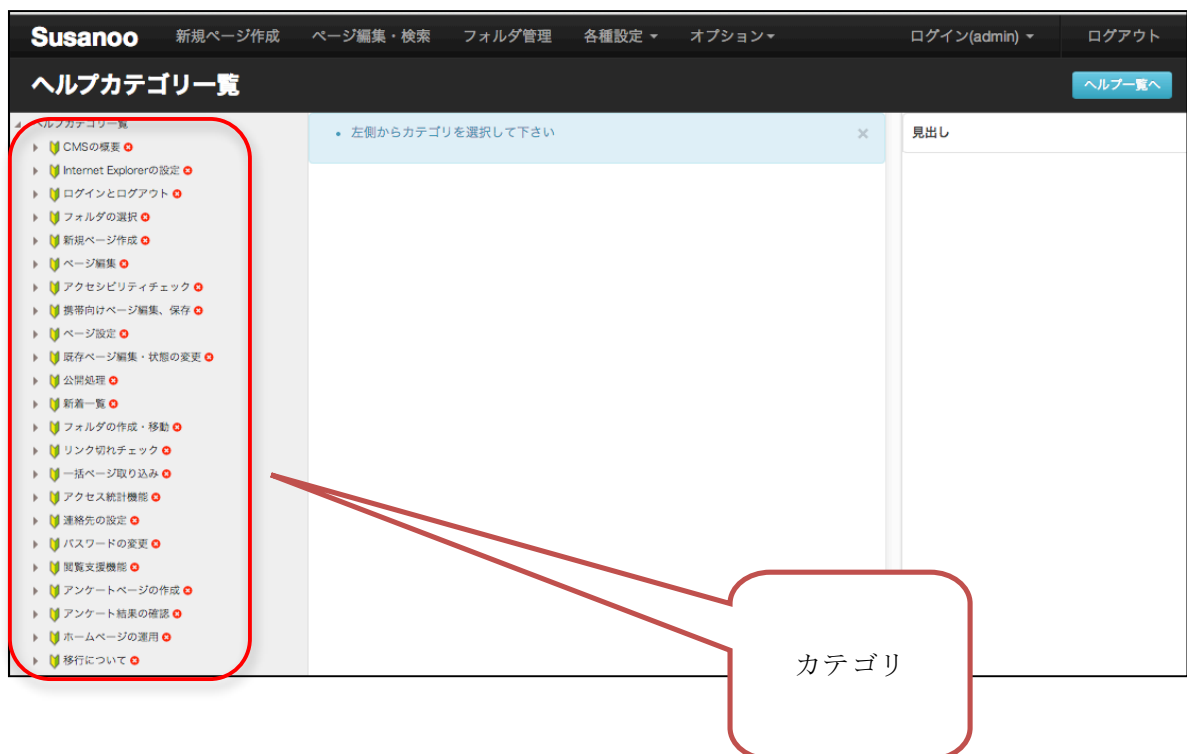 Susanoo 新規ページ作成 ページ編集・検索 フォルダ管理 各種設定 オプション ログイン(admin) ログアウト
ヘルプカテゴリ一覧 ヘルプ一覧へ
ヘルプカテゴリ一覧
CMSの概要
Internet Explorerの設定
ログインとログアウト
フォルダの選択
新規ページ作成
ページ編集
アクセシビリティチェック
携帯向けページ編集、保存
ページ設定
既存ページ編集・状態の変更
公開処理
新着一覧
フォルダの作成・移動
リンク切れチェック
一括ページ取り込み
アクセス統計機能
連絡先の設定
パスワードの変更
閲覧支援機能
アンケートページの作成
アンケート結果の確認
ホームページの運用
移行について
• 左側からカテゴリを選択して下さい ×
見出し
カテゴリ